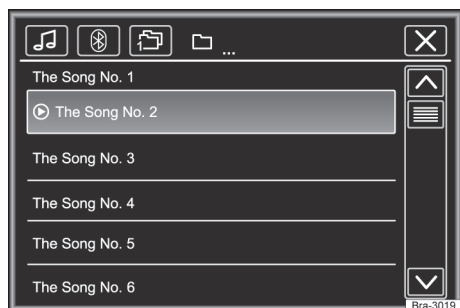 ...
The Song No. 1
The Song No. 2
The Song No. 3
The Song No. 4
The Song No. 5
The Song No. 6
Bra-3019